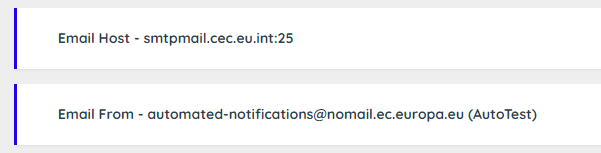 Email Host - smtpmail.cec.eu.int:25
Email From - automated-notifications@nomail.ec.europa.eu (AutoTest)